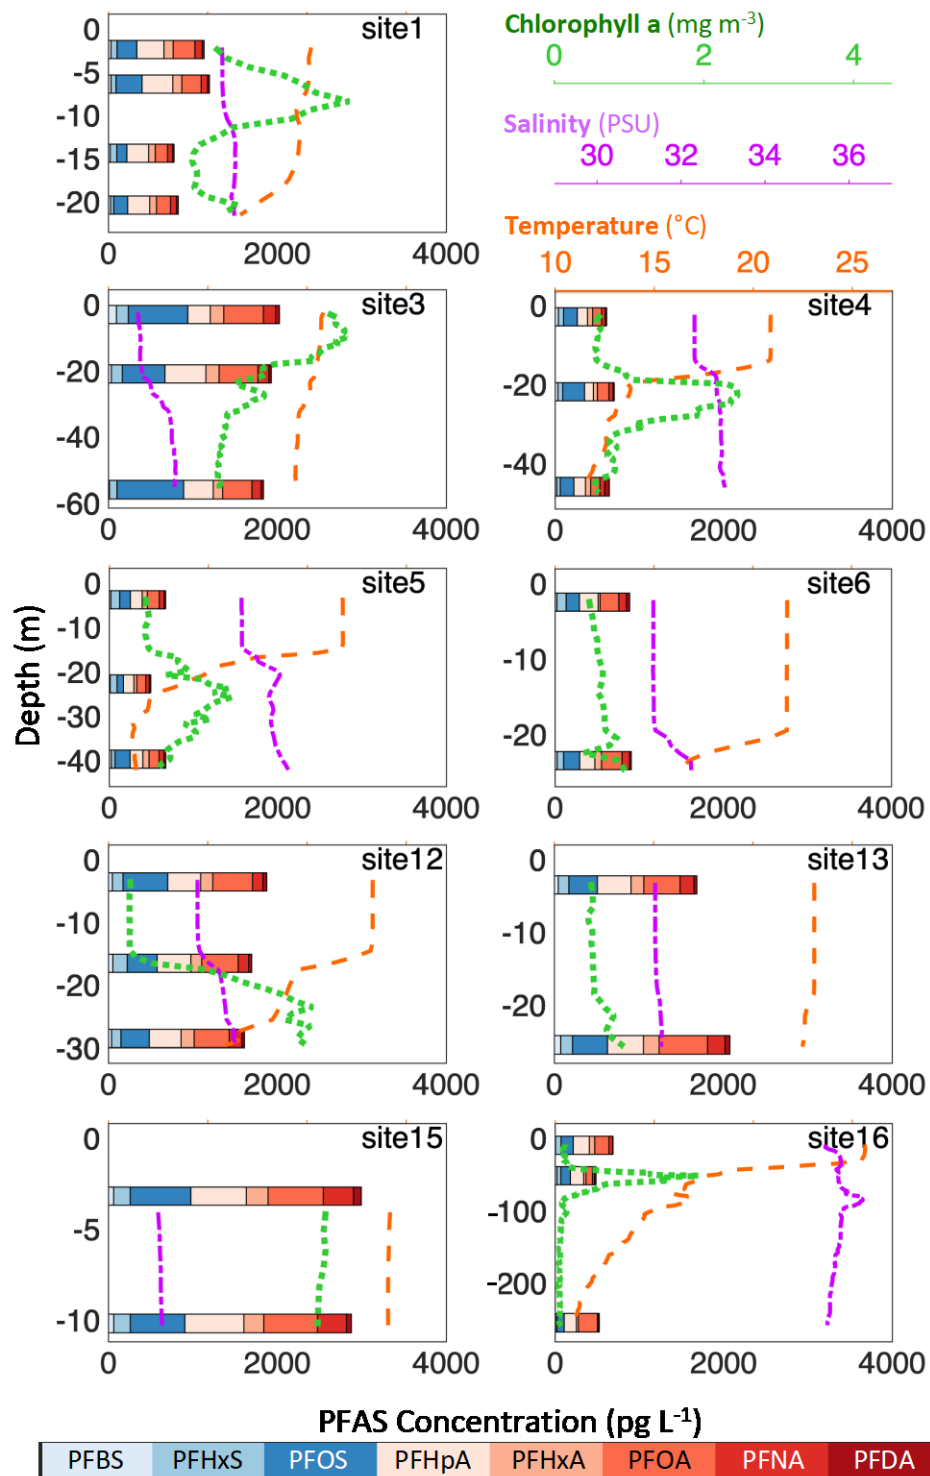 site1
0
-5
-10
-15
-20
0 2000 4000
Chlorophyll a (mg m-3)
0 2 4
Salinity (PSU)
30 32 34 36
Temperature (°C)
10 15 20 25
site3
0
-20
-40
-60
0 2000 4000
site4
0
-20
-40
0 2000 4000
site5
0
-10
-20
-30
-40
0 2000 4000
site6
0
-10
-20
0 2000 4000
Depth (m)
site12
0
-10
-20
-30
0 2000 4000
site13
0
-10
-20
0 2000 4000
site15
0
-5
-10
0 2000 4000
site16
0
-100
-200
0 2000 4000
PFAS Concentration (pg L-1)
PFBS PFHxS PFOS PFHpA PFHxA PFOA PFNA PFDA